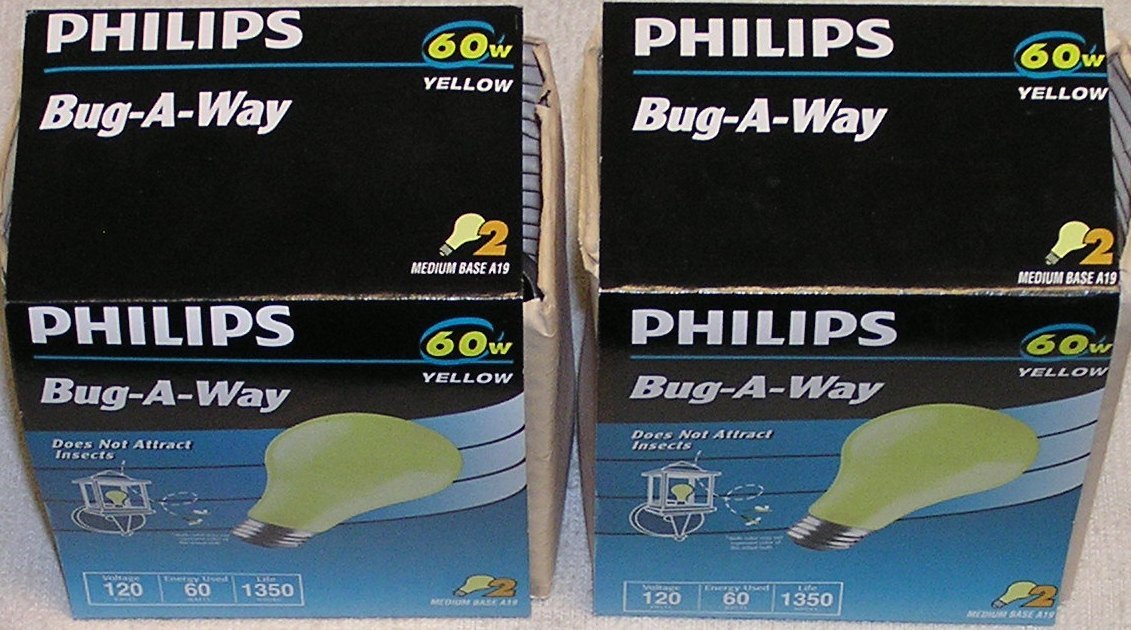 PHILIPS
60w
YELLOW
Bug-A-Way
2
MEDIUM BASE A19
PHILIPS
60w
YELLOW
Bug-A-Way
Does Not Attract
Insects
Voltage Energy Used Life
120 60 1350
2
MEDIUM BASE A19
PHILIPS
60w
YELLOW
Bug-A-Way
2
MEDIUM BASE A19
PHILIPS
60w
YELLOW
Bug-A-Way
Does Not Attract
Insects
Voltage Energy Used Life
120 60 1350
2
MEDIUM BASE A19